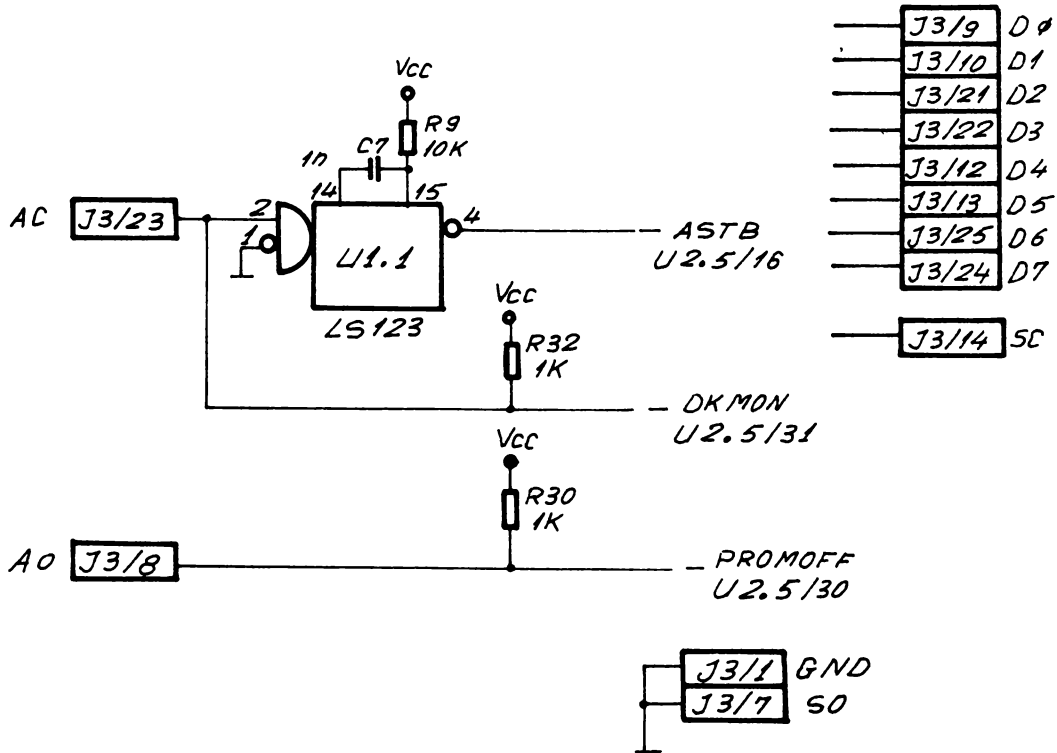 J3/9 DØ
J3/10 D1
J3/21 D2
J3/22 D3
J3/12 D4
J3/13 D5
J3/25 D6
J3/24 D7
J3/14 SC
Vcc
R9
10K
C7
1n
14 15
AC J3/23
2
1
U1.1
4
LS123
ASTB
U2.5/16
Vcc
R32
1K
DKMON
U2.5/31
Vcc
R30
1K
AO J3/8
PROMOFF
U2.5/30
J3/1 GND
J3/7 SO